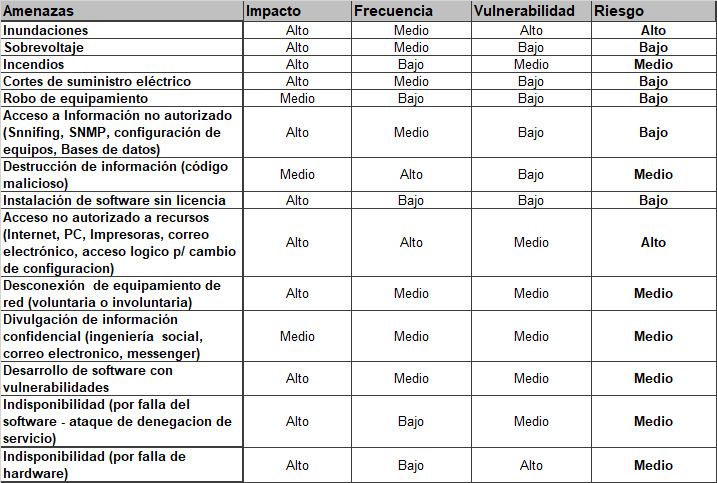 Amenazas Impacto Frecuencia Vulnerabilidad Riesgo
Inundaciones Alto Medio Alto Alto
Sobrevoltaje Alto Medio Bajo Bajo
Incendios Alto Bajo Medio Medio
Cortes de suministro eléctrico Alto Medio Bajo Bajo
Robo de equipamiento Medio Bajo Bajo Bajo
Acceso a Información no autorizado
(Snnifing, SNMP, configuración de
equipos, Bases de datos) Alto Medio Bajo Bajo
Destrucción de información (código
malicioso) Medio Alto Bajo Medio
Instalación de software sin licencia Alto Bajo Bajo Bajo
Acceso no autorizado a recursos
(Internet, PC, Impresoras, correo
electrónico, acceso logico p/ cambio
de configuracion) Alto Alto Medio Alto
Desconexión de equipamiento de
red (voluntaria o involuntaria) Alto Medio Medio Medio
Divulgación de información
confidencial (ingeniería social,
correo electronico, messenger) Medio Medio Medio Medio
Desarrollo de software con
vulnerabilidades Alto Medio Medio Medio
Indisponibilidad (por falla del
software - ataque de denegacion de
servicio) Alto Bajo Medio Medio
Indisponibilidad (por falla de
hardware) Alto Bajo Alto Medio